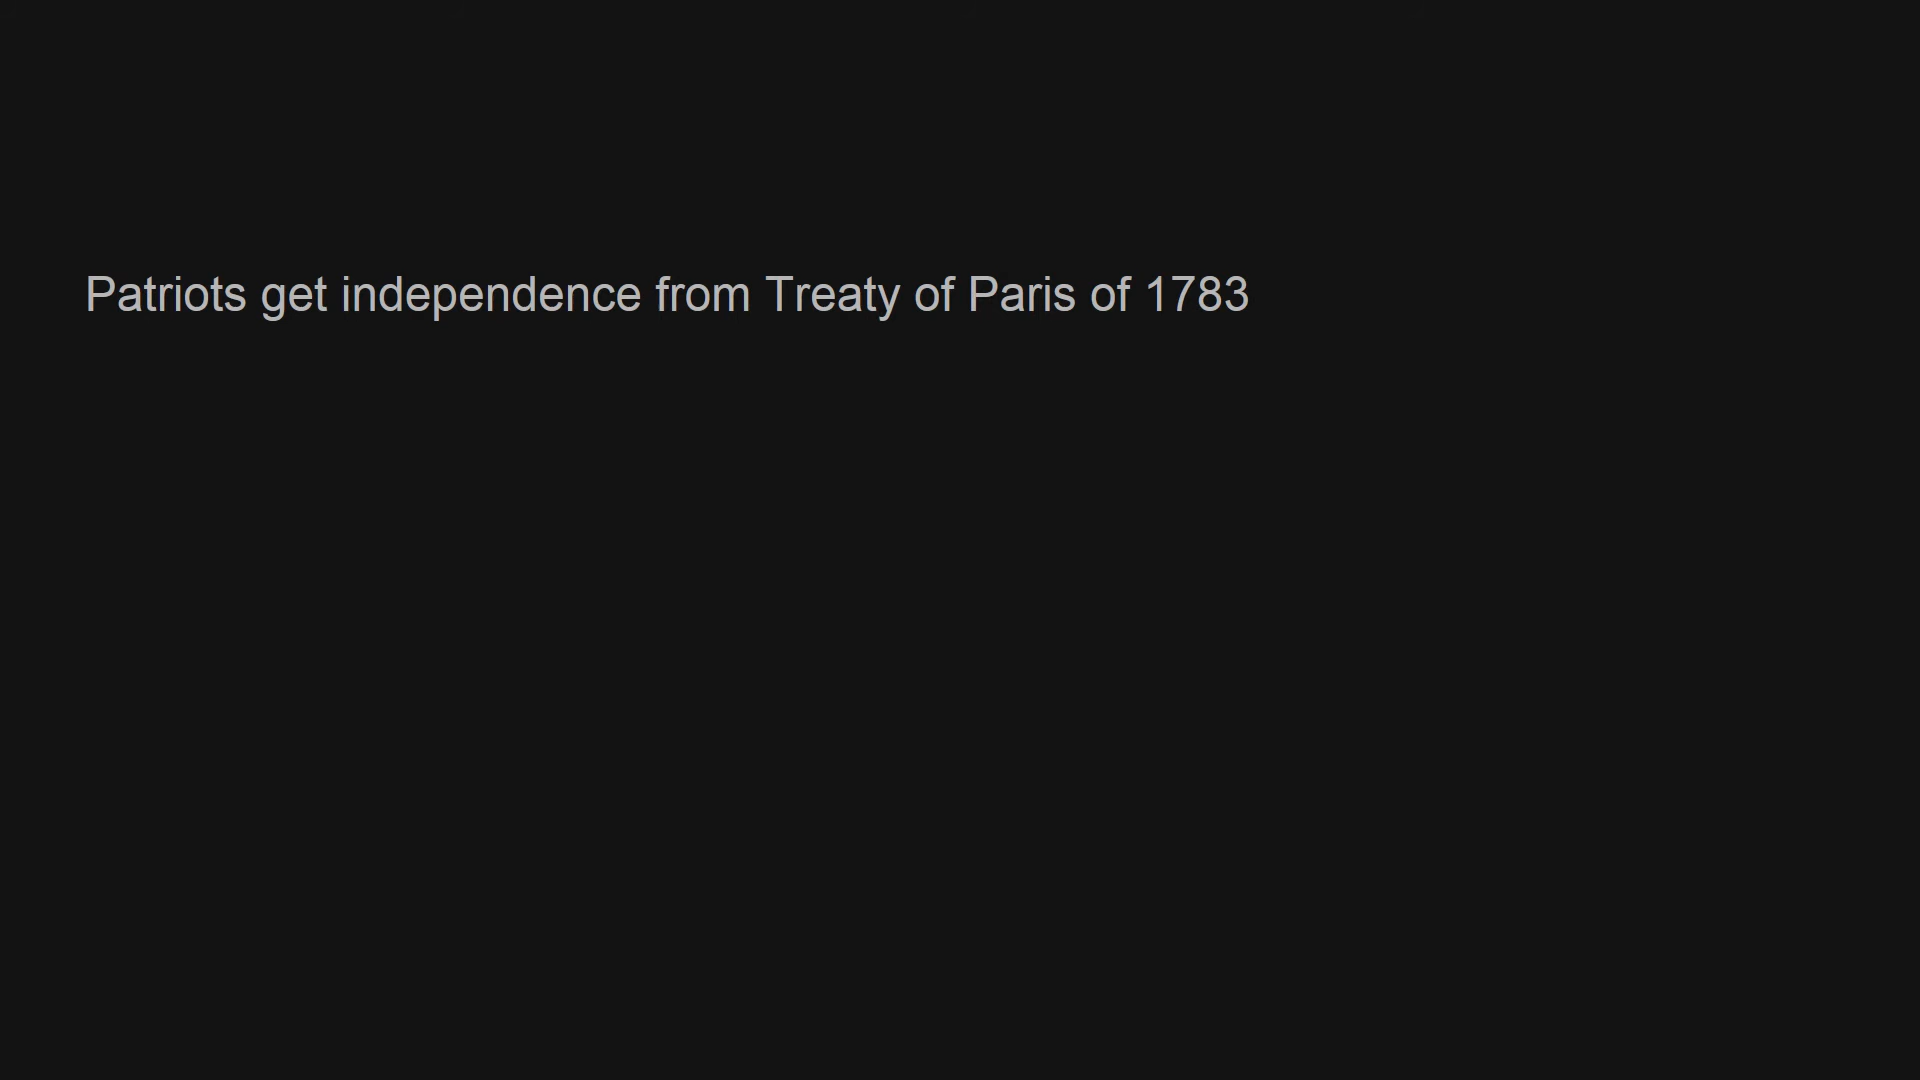 Patriots get independence from Treaty of Paris of 1783